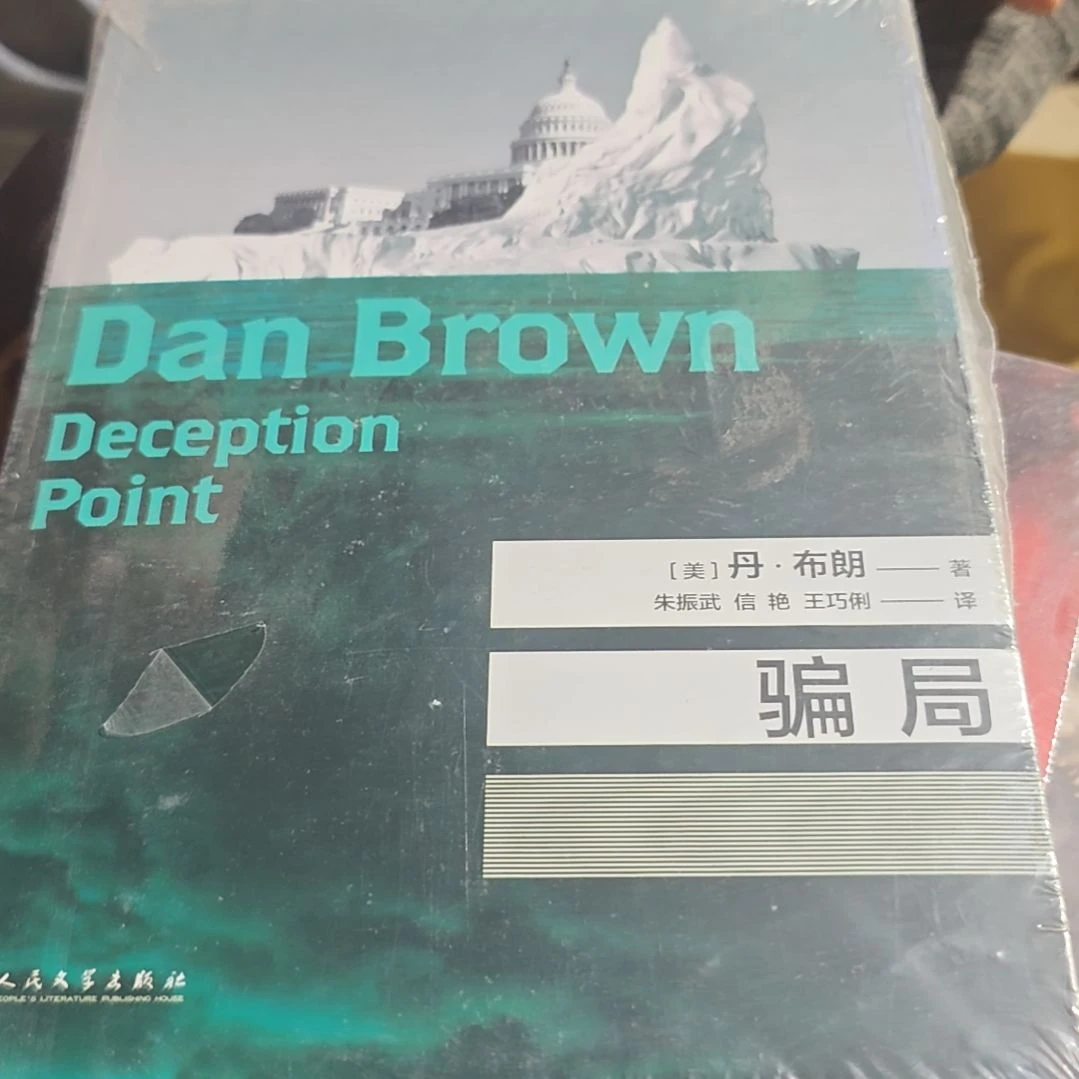 Dan Brown
Deception
Point
[美]丹·布朗 —— 著
朱振武 信 艳 王巧俐 —— 译
骗局
人民文学出版社
EOPLE'S LITERATURE PUBLISHING HOUSE